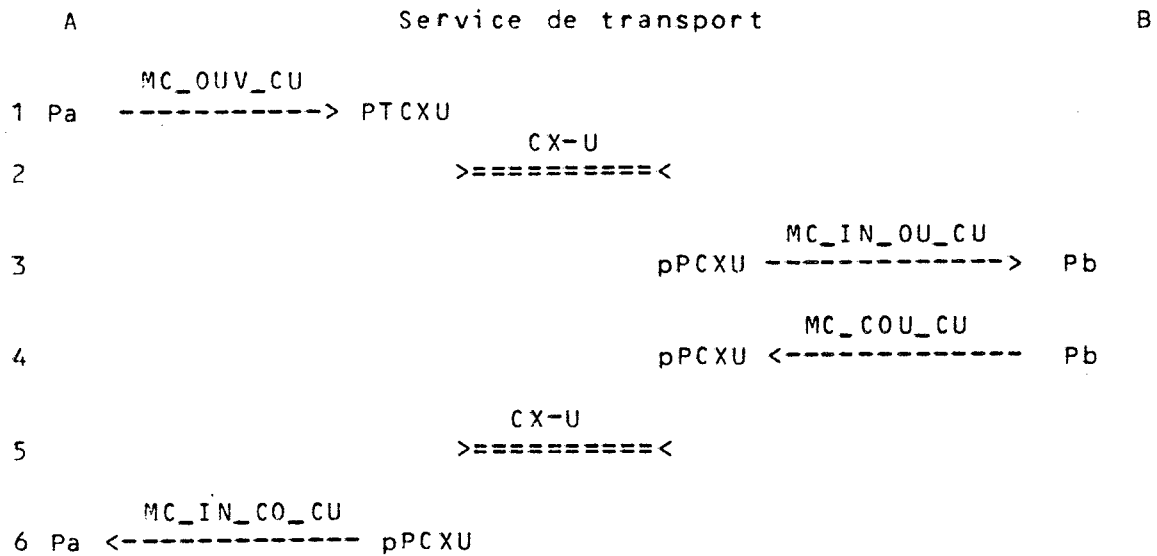 A Service de transport B
MC_OUV_CU
1 Pa -----------> PTCXU
CX-U
2 >==========<
MC_IN_OU_CU
3 pPCXU -------------> Pb
MC_COU_CU
4 pPCXU <------------- Pb
CX-U
5 >==========<
MC_IN_CO_CU
6 Pa <------------- pPCXU